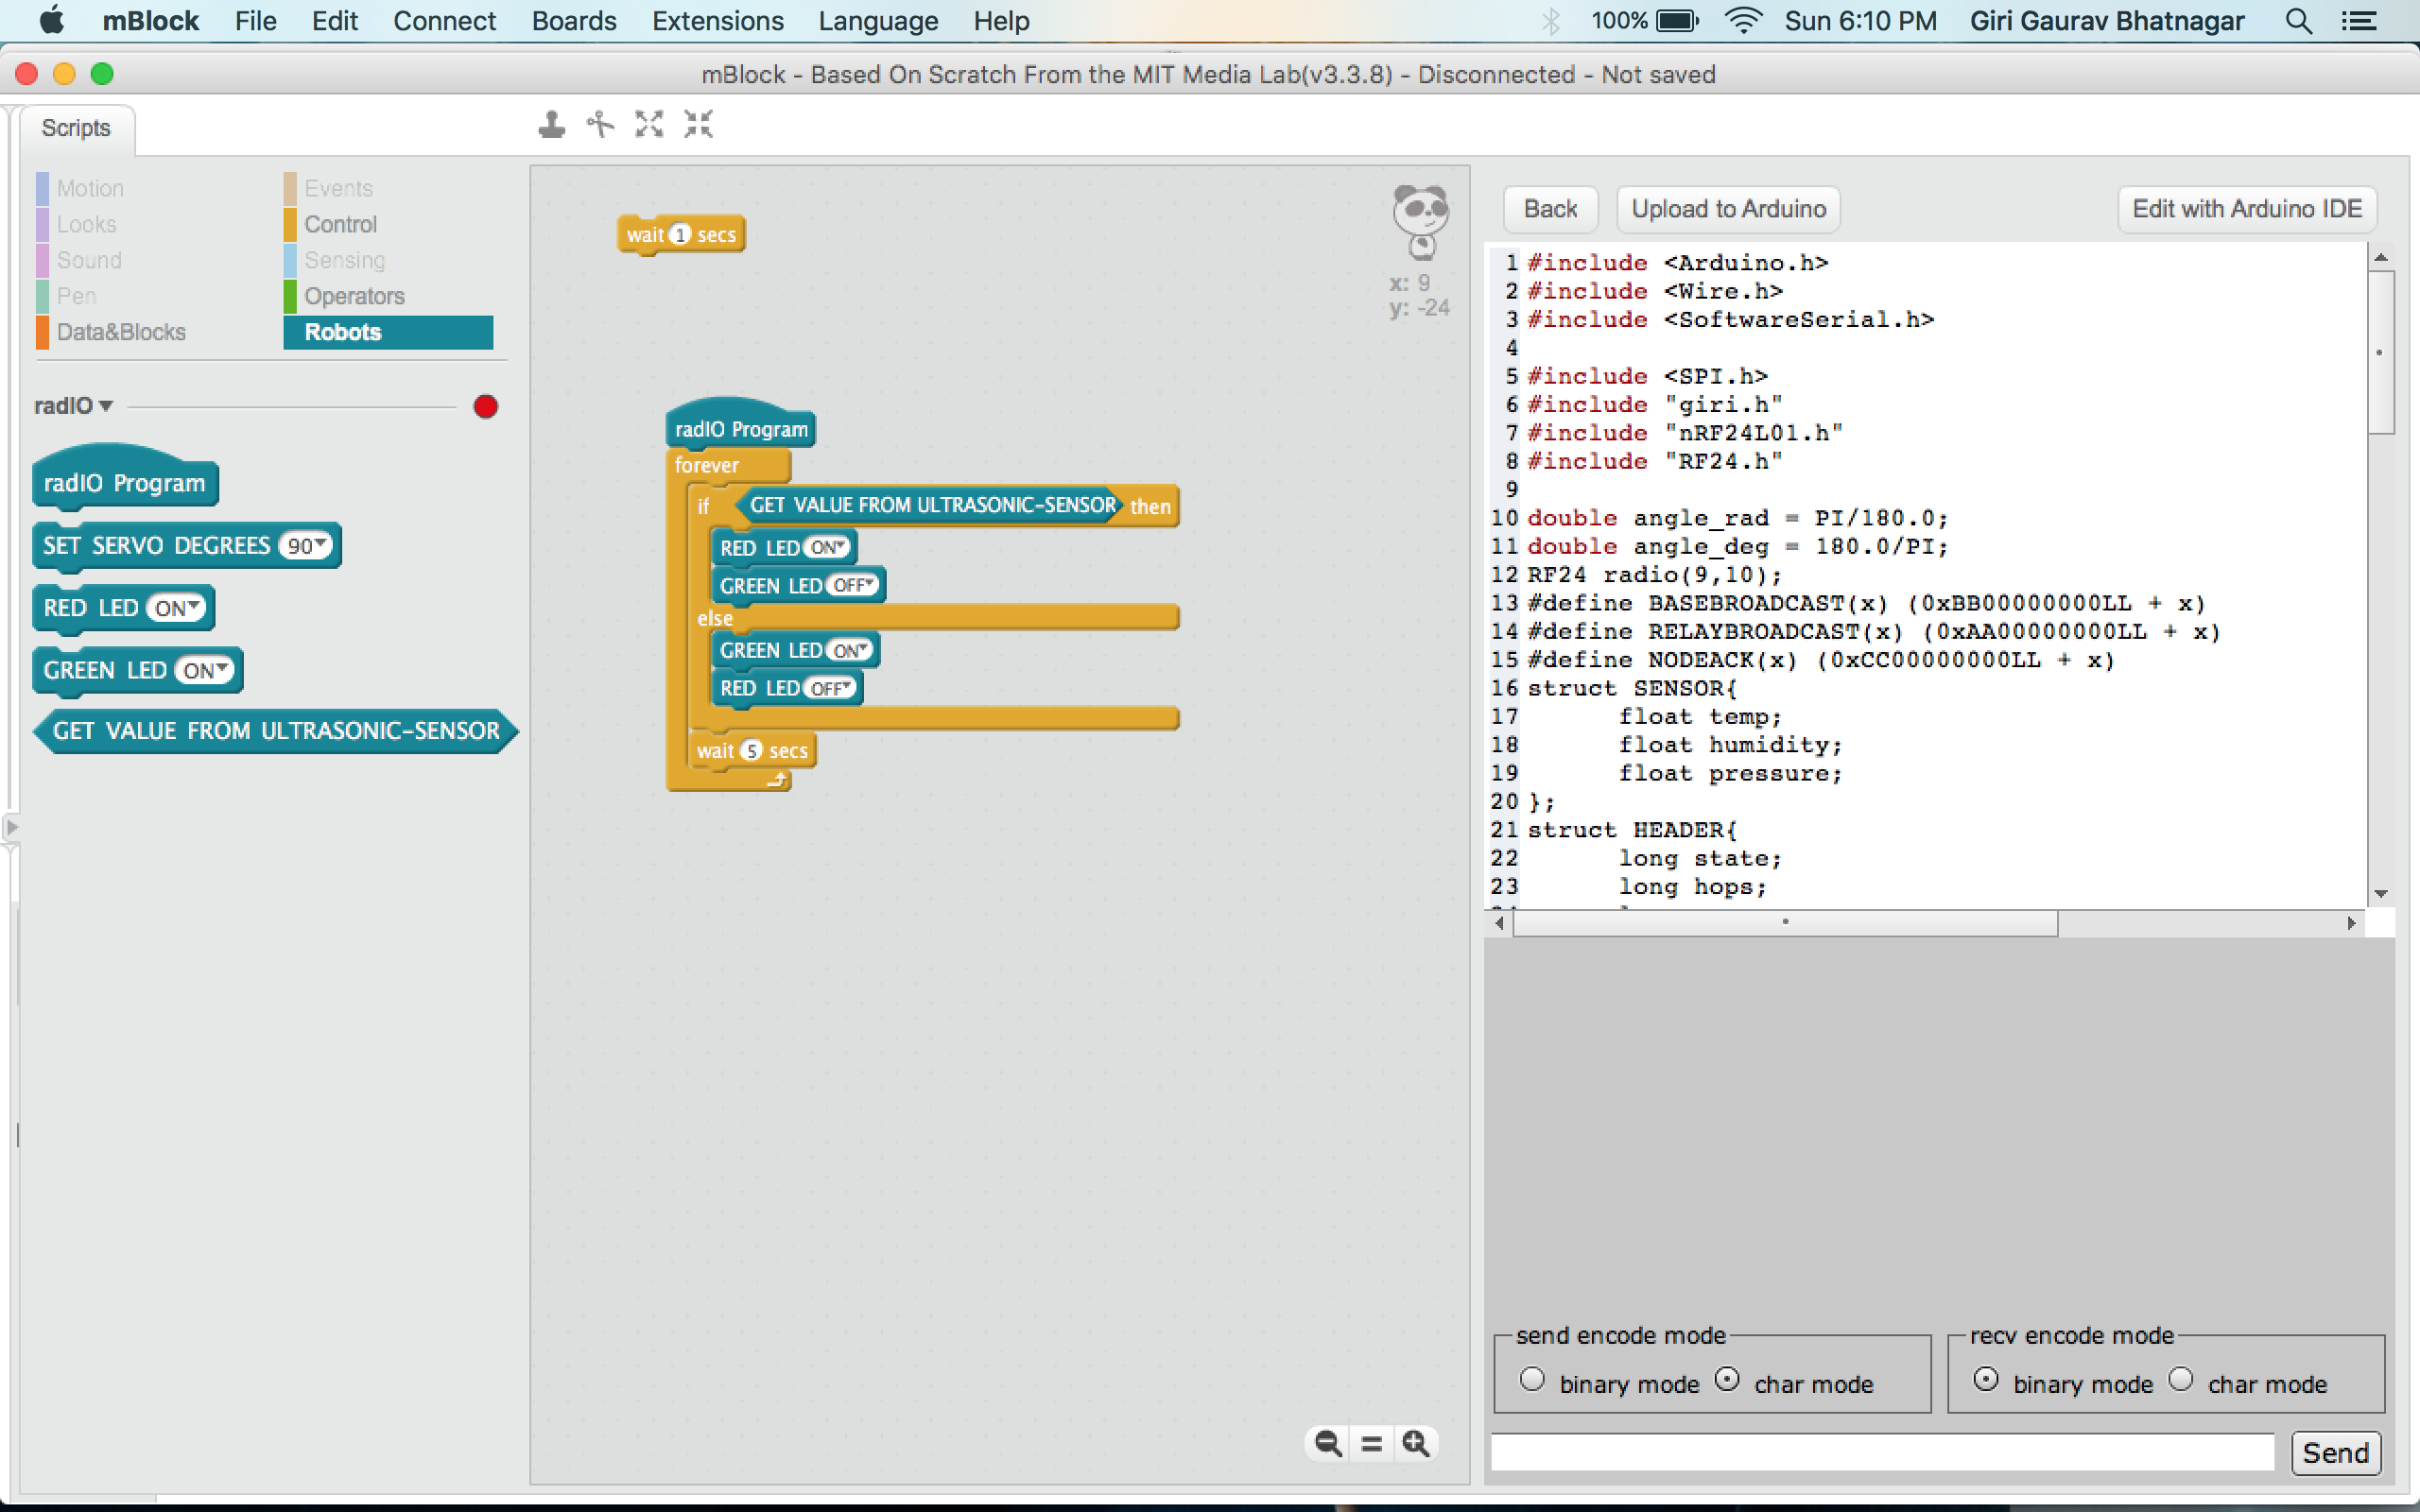 mBlock File Edit Connect Boards Extensions Language Help 100% Sun 6:10 PM Giri Gaurav Bhatnagar
mBlock - Based On Scratch From the MIT Media Lab(v3.3.8) - Disconnected - Not saved
Scripts
Motion Events
Looks Control
Sound Sensing
Pen Operators
Data&Blocks Robots
radIO
radIO Program
SET SERVO DEGREES 90
RED LED ON
GREEN LED ON
GET VALUE FROM ULTRASONIC-SENSOR
wait 1 secs
x: 9
y: -24
radIO Program
forever
if GET VALUE FROM ULTRASONIC-SENSOR then
RED LED ON
GREEN LED OFF
else
GREEN LED ON
RED LED OFF
wait 5 secs
Back Upload to Arduino Edit with Arduino IDE
1 #include <Arduino.h>
2 #include <Wire.h>
3 #include <SoftwareSerial.h>
4
5 #include <SPI.h>
6 #include "giri.h"
7 #include "nRF24L01.h"
8 #include "RF24.h"
9
10 double angle_rad = PI/180.0;
11 double angle_deg = 180.0/PI;
12 RF24 radio(9,10);
13 #define BASEBROADCAST(x) (0xBB00000000LL + x)
14 #define RELAYBROADCAST(x) (0xAA00000000LL + x)
15 #define NODEACK(x) (0xCC00000000LL + x)
16 struct SENSOR{
17 float temp;
18 float humidity;
19 float pressure;
20 };
21 struct HEADER{
22 long state;
23 long hops;
send encode mode recv encode mode
binary mode char mode binary mode char mode
Send